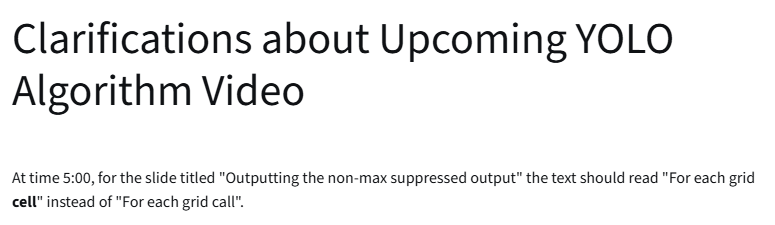 Clarifications about Upcoming YOLO
Algorithm Video
At time 5:00, for the slide titled "Outputting the non-max suppressed output" the text should read "For each grid
cell" instead of "For each grid call".